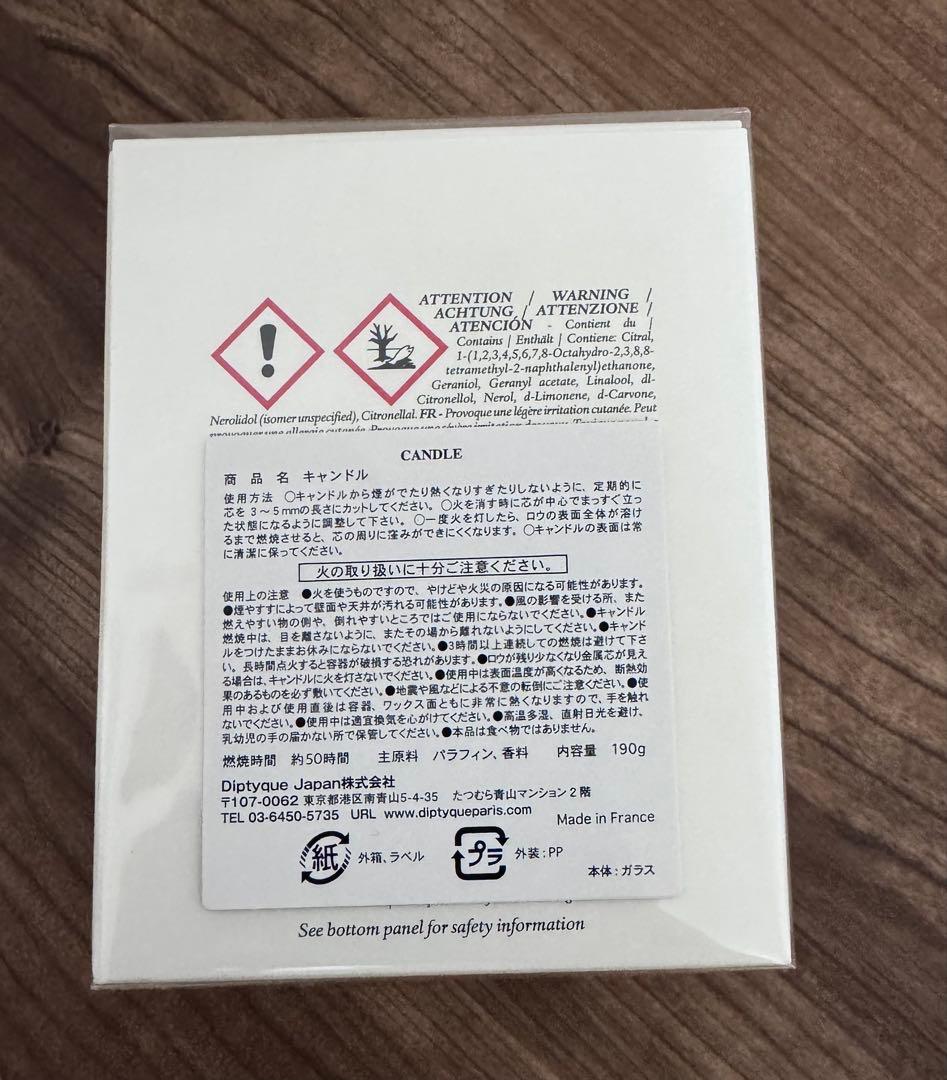 ATTENTION / WARNING /
ACHTUNG / ATTENZIONE /
ATENCIÓN - Contient du |
Contains | Enthält | Contiene: Citral,
1-(1,2,3,4,5,6,7,8-Octahydro-2,3,8,8-
tetramethyl-2-naphthalenyl)ethanone,
Geraniol, Geranyl acetate, Linalool, dl-
Citronellol, Nerol, d-Limonene, d-Carvone,
Nerolidol (isomer unspecified), Citronellal. FR - Provoque une légère irritation cutanée. Peut
CANDLE
商 品 名 キャンドル
使用方法 ○キャンドルから煙がでたり熱くなりすぎたりしないように、定期的に
芯を3~5mmの長さにカットしてください。○火を消す時に芯が中心でまっすぐ立っ
た状態になるように調整して下さい。○一度火を灯したら、ロウの表面全体が溶け
るまで燃焼させると、芯の周りに窪みができにくくなります。○キャンドルの表面は常
に清潔に保ってください。
火の取り扱いに十分ご注意ください。
使用上の注意 ●火を使うものですので、やけどや火災の原因になる可能性があります。
●煙やすすによって壁面や天井が汚れる可能性があります。●風の影響を受ける所、また
燃えやすい物の側や、倒れやすいところではご使用にならないでください。●キャンドル
燃焼中は、目を離さないように、またその場から離れないようにしてください。●キャンド
ルをつけたままお休みにならないでください。●3時間以上連続しての燃焼は避けて下さ
い。長時間点火すると容器が破損する恐れがあります。●ロウが残り少なくなり金属芯が見え
る場合は、キャンドルに火を灯さないでください。●使用中は表面温度が高くなるため、断熱効
果のあるものを必ず敷いてください。●地震や風などによる不意の転倒にご注意ください。●使
用中および使用直後は容器、ワックス面ともに非常に熱くなりますので、手を触れ
ないでください。●使用中は適宜換気を心がけてください。●高温多湿、直射日光を避け、
乳幼児の手の届かない所で保管してください。●本品は食べ物ではありません。
燃焼時間 約50時間 主原料 パラフィン、香料 内容量 190g
Diptyque Japan株式会社
〒107-0062 東京都港区南青山5-4-35 たつむら青山マンション2階
TEL 03-6450-5735 URL www.diptyqueparis.com
Made in France
紙 外箱、ラベル
プラ 外装:PP
本体:ガラス
See bottom panel for safety information